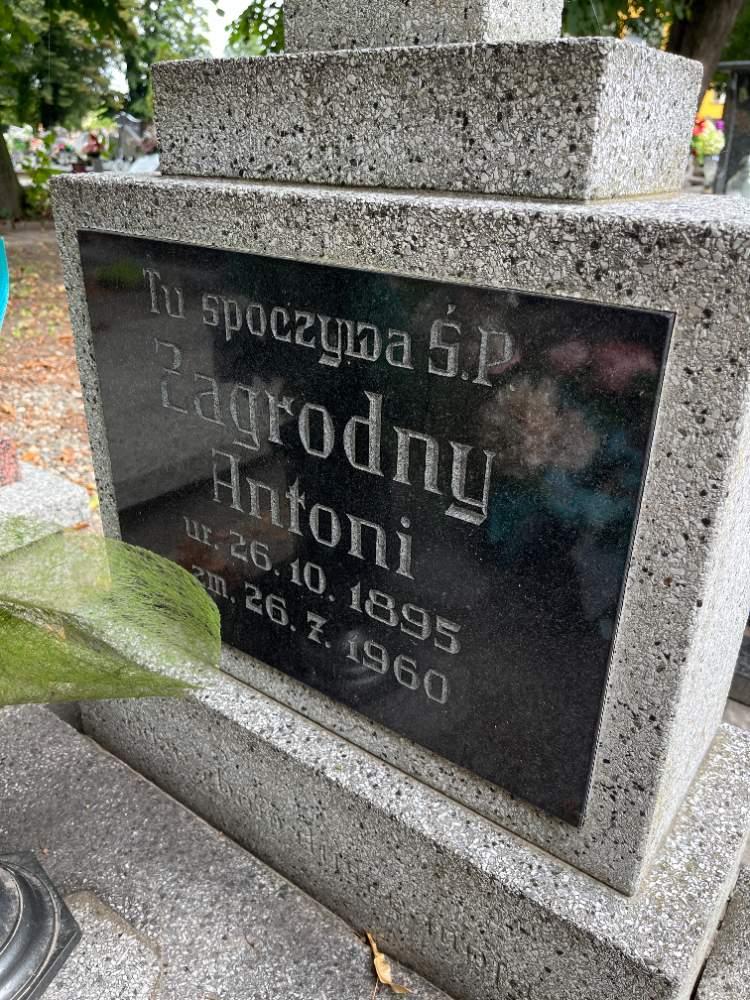 Tu spoczywa Ś.P.
Zagrodny
Antoni
ur. 26. 10. 1895
zm. 26. 7. 1960